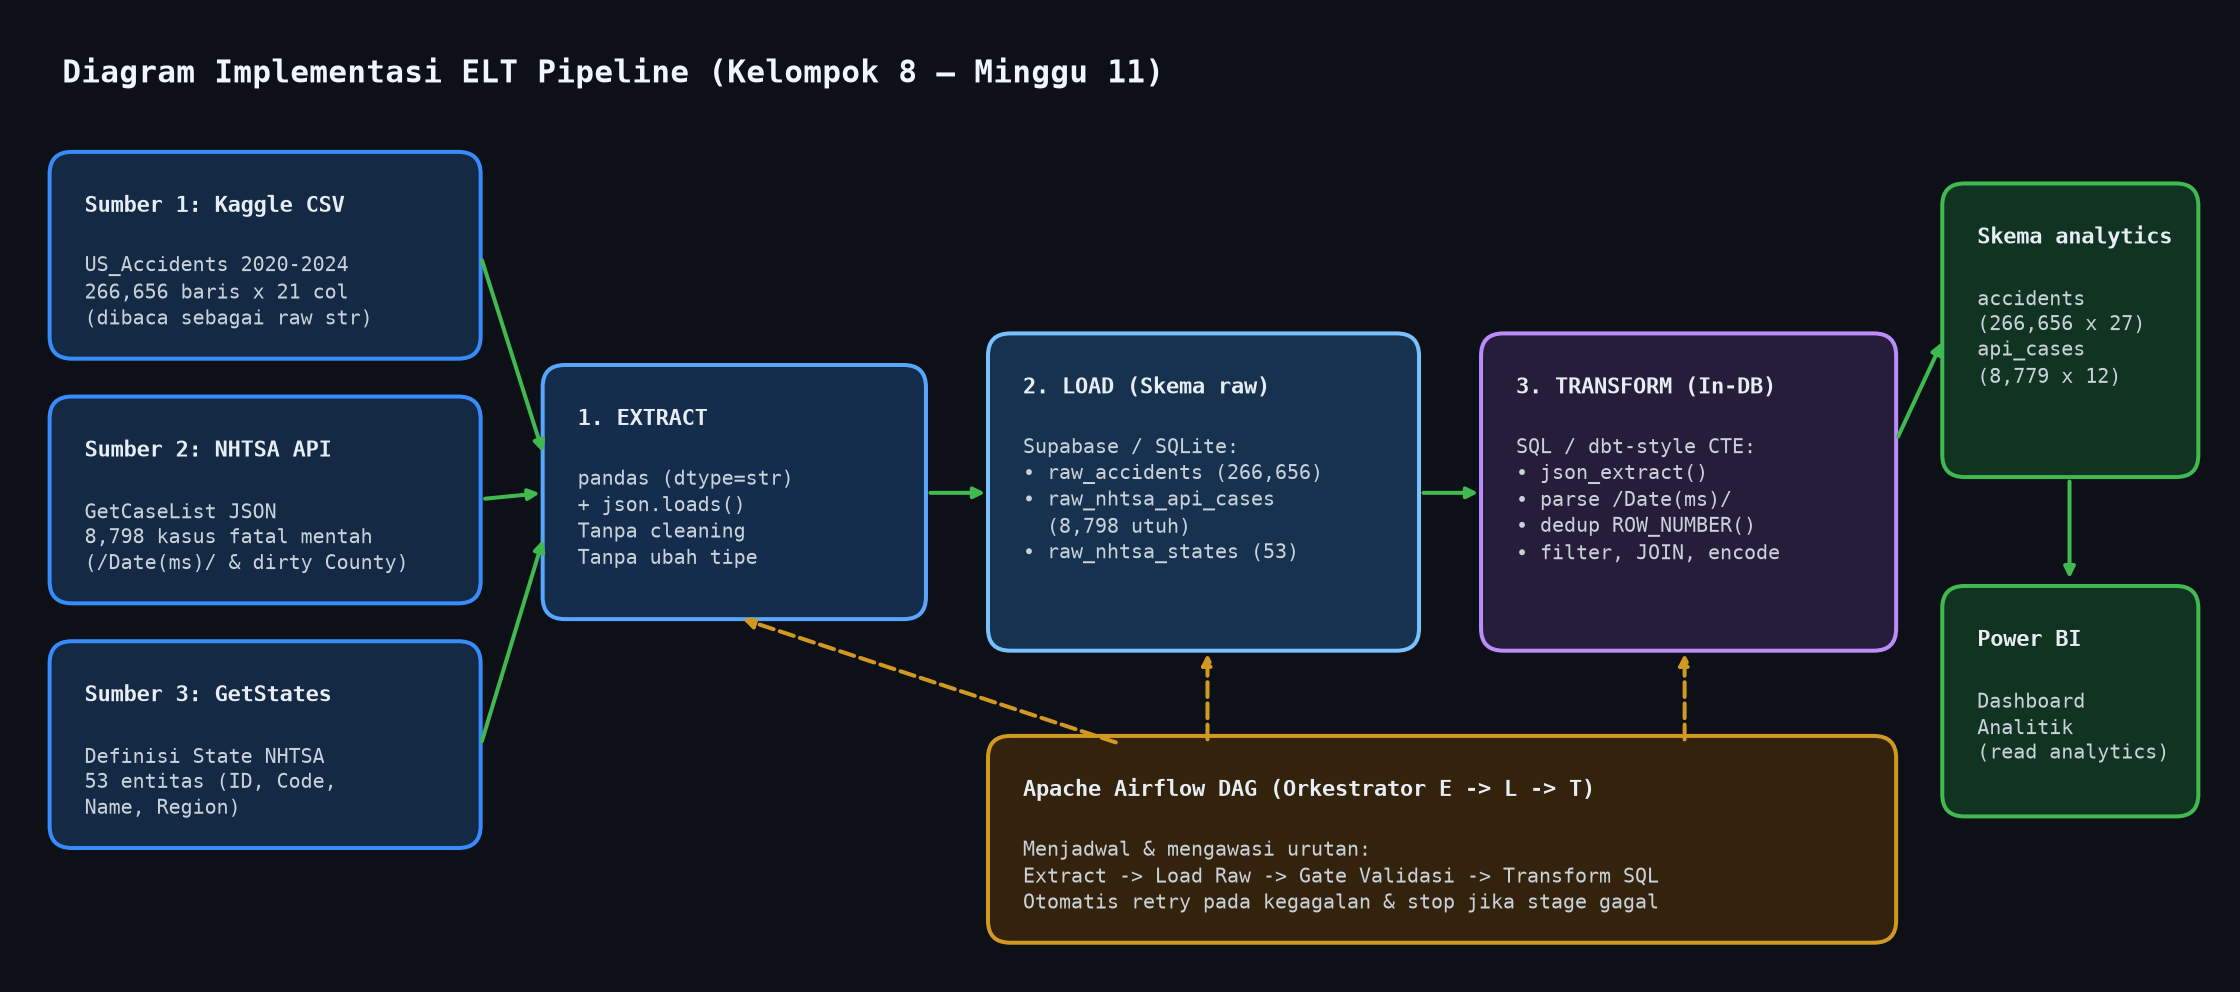 Diagram Implementasi ELT Pipeline (Kelompok 8 — Minggu 11)
Sumber 1: Kaggle CSV
US_Accidents 2020-2024
266,656 baris x 21 col
(dibaca sebagai raw str)
Sumber 2: NHTSA API
GetCaseList JSON
8,798 kasus fatal mentah
(/Date(ms)/ & dirty County)
Sumber 3: GetStates
Definisi State NHTSA
53 entitas (ID, Code,
Name, Region)
1. EXTRACT
pandas (dtype=str)
+ json.loads()
Tanpa cleaning
Tanpa ubah tipe
2. LOAD (Skema raw)
Supabase / SQLite:
• raw_accidents (266,656)
• raw_nhtsa_api_cases
(8,798 utuh)
• raw_nhtsa_states (53)
3. TRANSFORM (In-DB)
SQL / dbt-style CTE:
• json_extract()
• parse /Date(ms)/
• dedup ROW_NUMBER()
• filter, JOIN, encode
Skema analytics
accidents
(266,656 x 27)
api_cases
(8,779 x 12)
Power BI
Dashboard
Analitik
(read analytics)
Apache Airflow DAG (Orkestrator E -> L -> T)
Menjadwal & mengawasi urutan:
Extract -> Load Raw -> Gate Validasi -> Transform SQL
Otomatis retry pada kegagalan & stop jika stage gagal